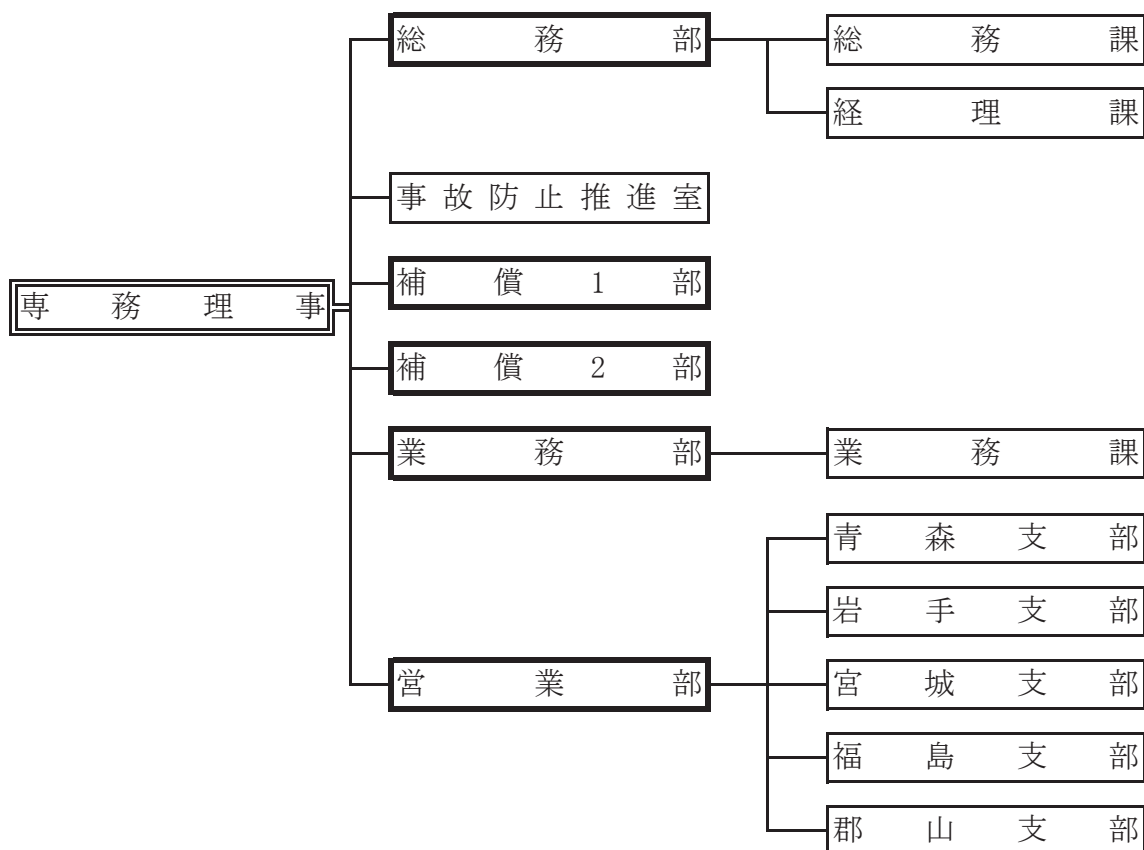 専務理事
総務部
総務課
経理課
事故防止推進室
補償1部
補償2部
業務部
業務課
営業部
青森支部
岩手支部
宮城支部
福島支部
郡山支部